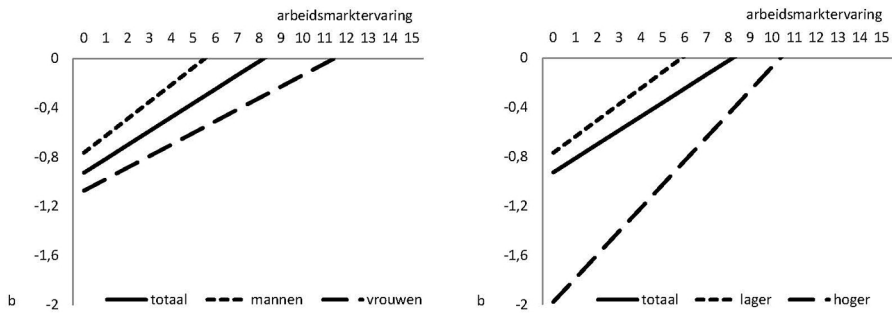 arbeidsmarktervaring
0 1 2 3 4 5 6 7 8 9 10 11 12 13 14 15
0
-0,4
-0,8
-1,2
-1,6
-2
b
totaal mannen vrouwen
arbeidsmarktervaring
0 1 2 3 4 5 6 7 8 9 10 11 12 13 14 15
0
-0,4
-0,8
-1,2
-1,6
-2
b
totaal lager hoger